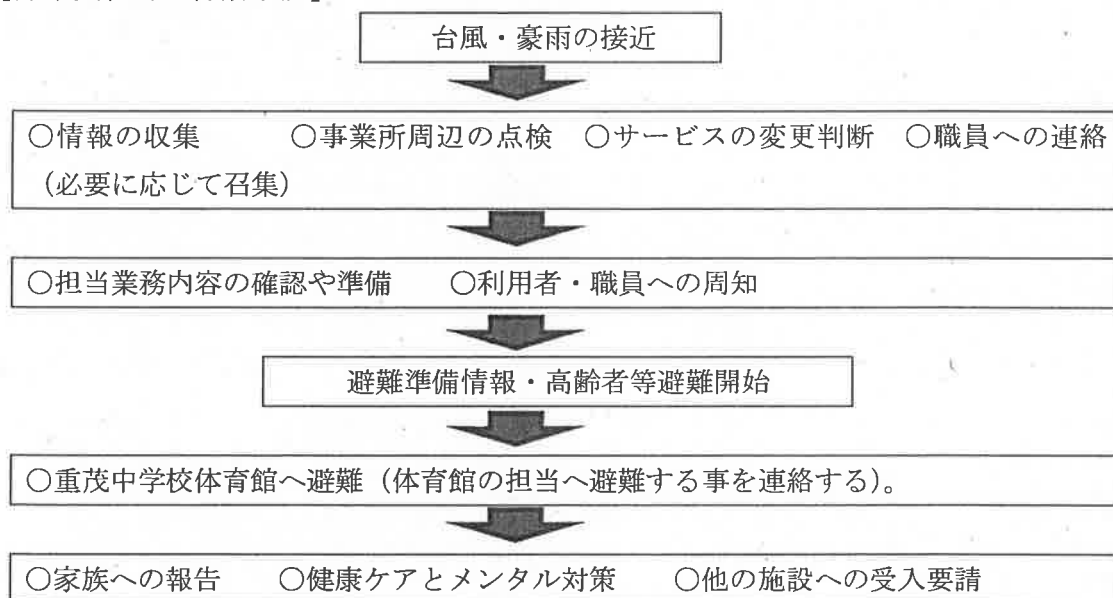 台風・豪雨の接近
○情報の収集 ○事業所周辺の点検 ○サービスの変更判断 ○職員への連絡
(必要に応じて召集)
○担当業務内容の確認や準備 ○利用者・職員への周知
避難準備情報・高齢者等避難開始
○重茂中学校体育館へ避難(体育館の担当へ避難する事を連絡する)。
○家族への報告 ○健康ケアとメンタル対策 ○他の施設への受入要請